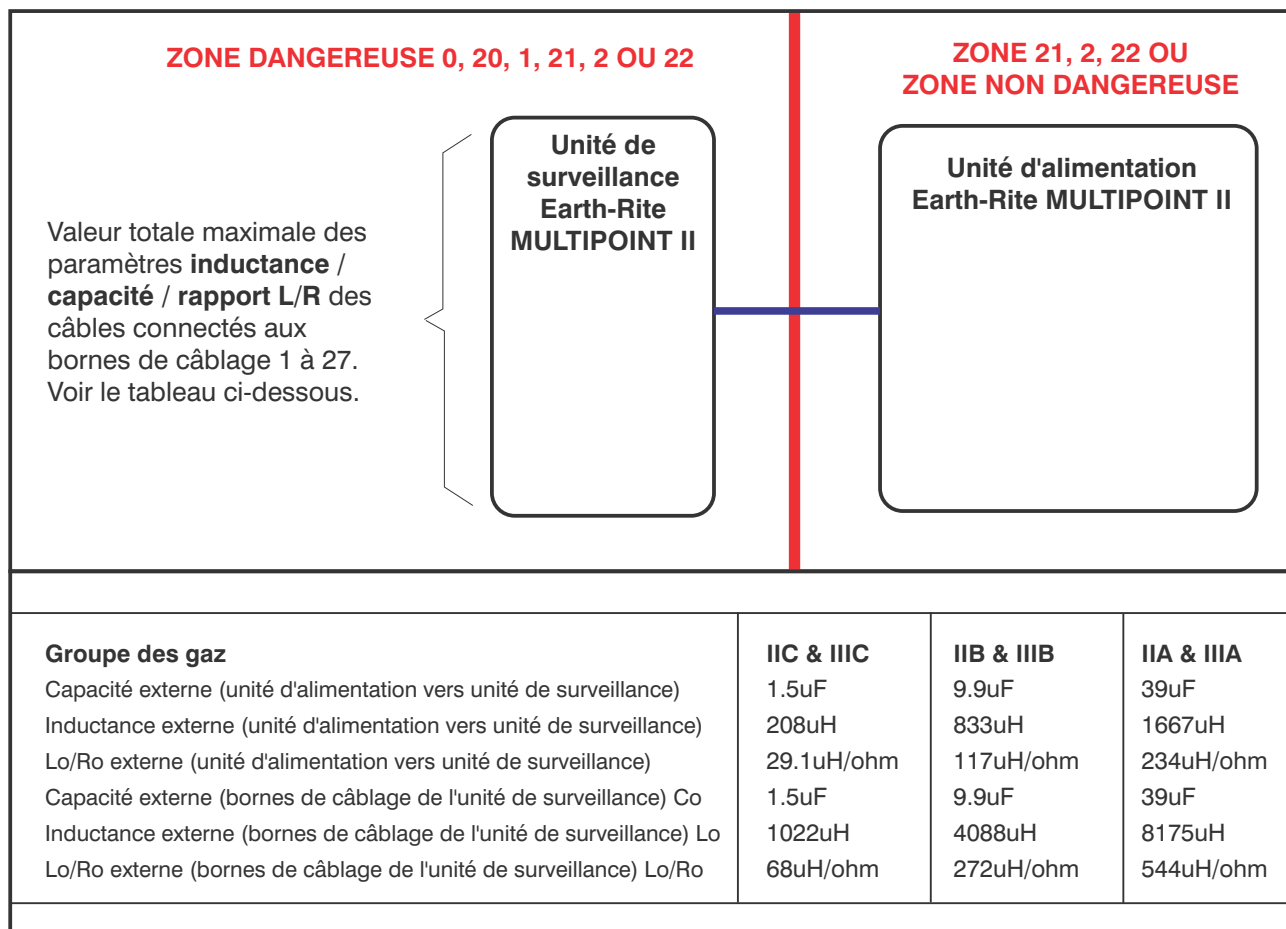 ZONE DANGEREUSE 0, 20, 1, 21, 2 OU 22
ZONE 21, 2, 22 OU
ZONE NON DANGEREUSE
Unité de
surveillance
Earth-Rite
MULTIPOINT II
Unité d'alimentation
Earth-Rite MULTIPOINT II
Valeur totale maximale des
paramètres inductance /
capacité / rapport L/R des
câbles connectés aux
bornes de câblage 1 à 27.
Voir le tableau ci-dessous.
Groupe des gaz IIC & IIIC IIB & IIIB IIA & IIIA
Capacité externe (unité d'alimentation vers unité de surveillance) 1.5uF 9.9uF 39uF
Inductance externe (unité d'alimentation vers unité de surveillance) 208uH 833uH 1667uH
Lo/Ro externe (unité d'alimentation vers unité de surveillance) 29.1uH/ohm 117uH/ohm 234uH/ohm
Capacité externe (bornes de câblage de l'unité de surveillance) Co 1.5uF 9.9uF 39uF
Inductance externe (bornes de câblage de l'unité de surveillance) Lo 1022uH 4088uH 8175uH
Lo/Ro externe (bornes de câblage de l'unité de surveillance) Lo/Ro 68uH/ohm 272uH/ohm 544uH/ohm